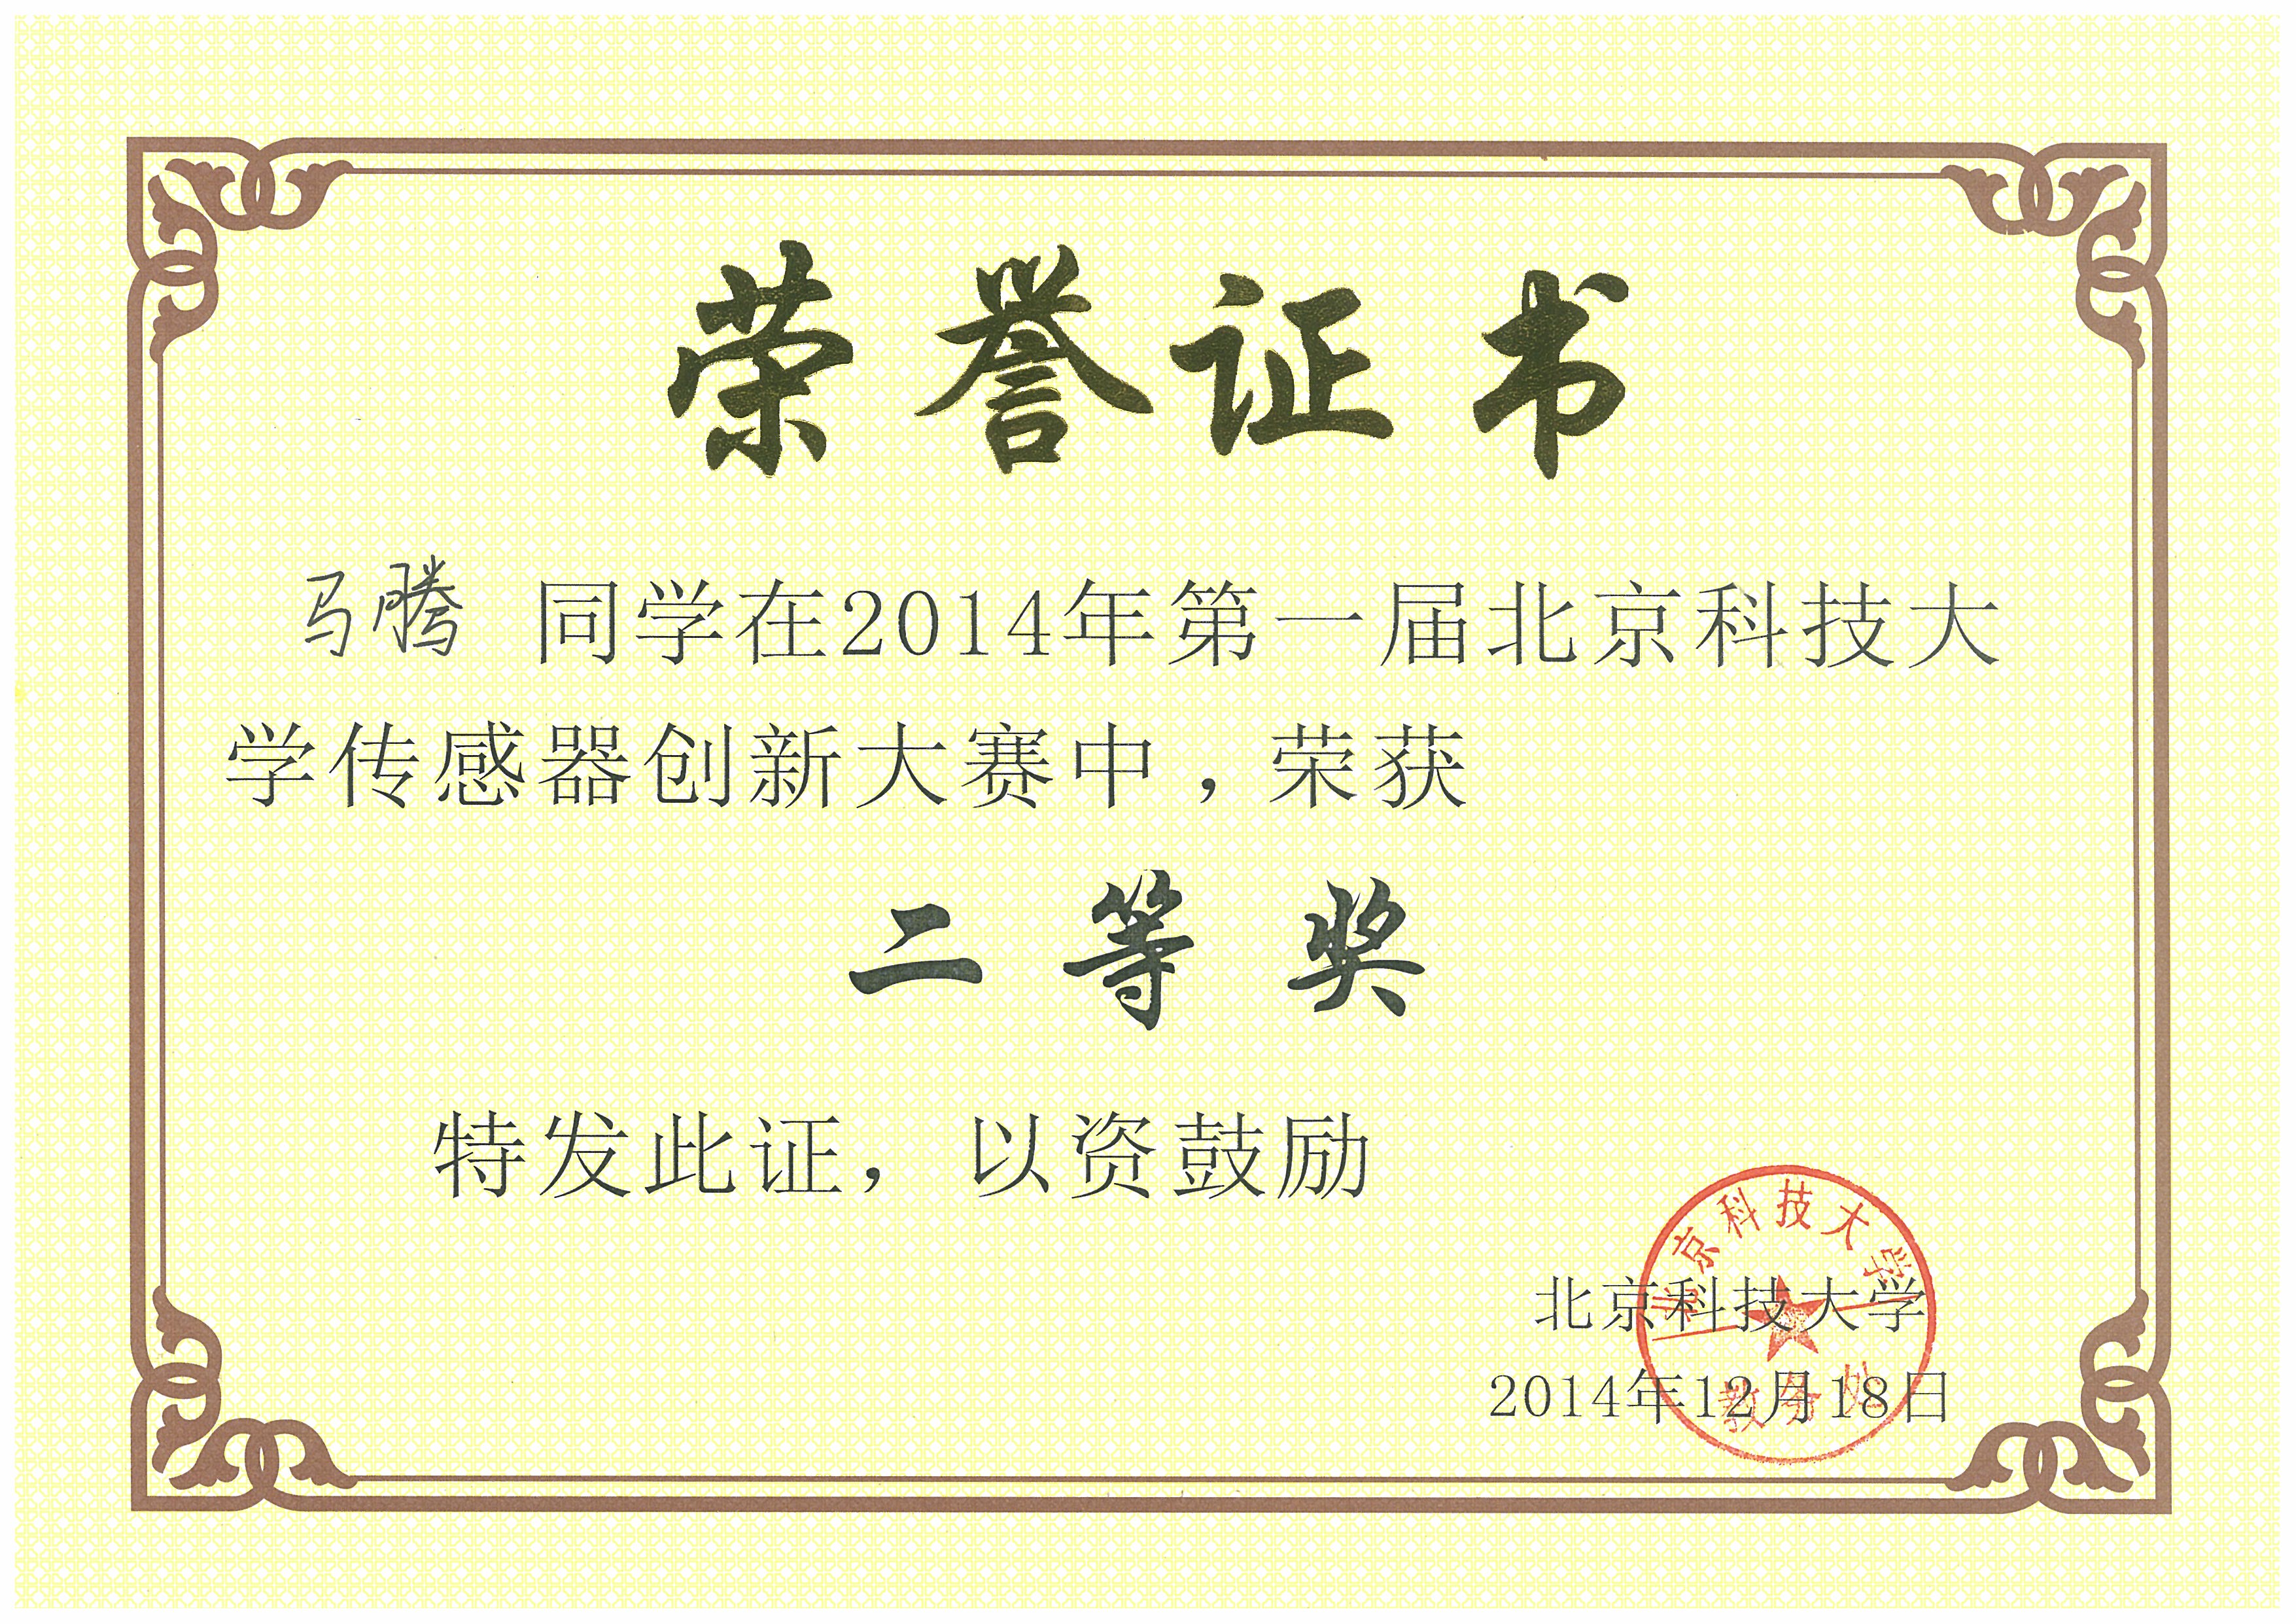 荣誉证书
马腾 同学在2014年第一届北京科技大
学传感器创新大赛中，荣获
二等奖
特发此证，以资鼓励
北京科技大学
北京科技大学
2014年12月18日
教务处